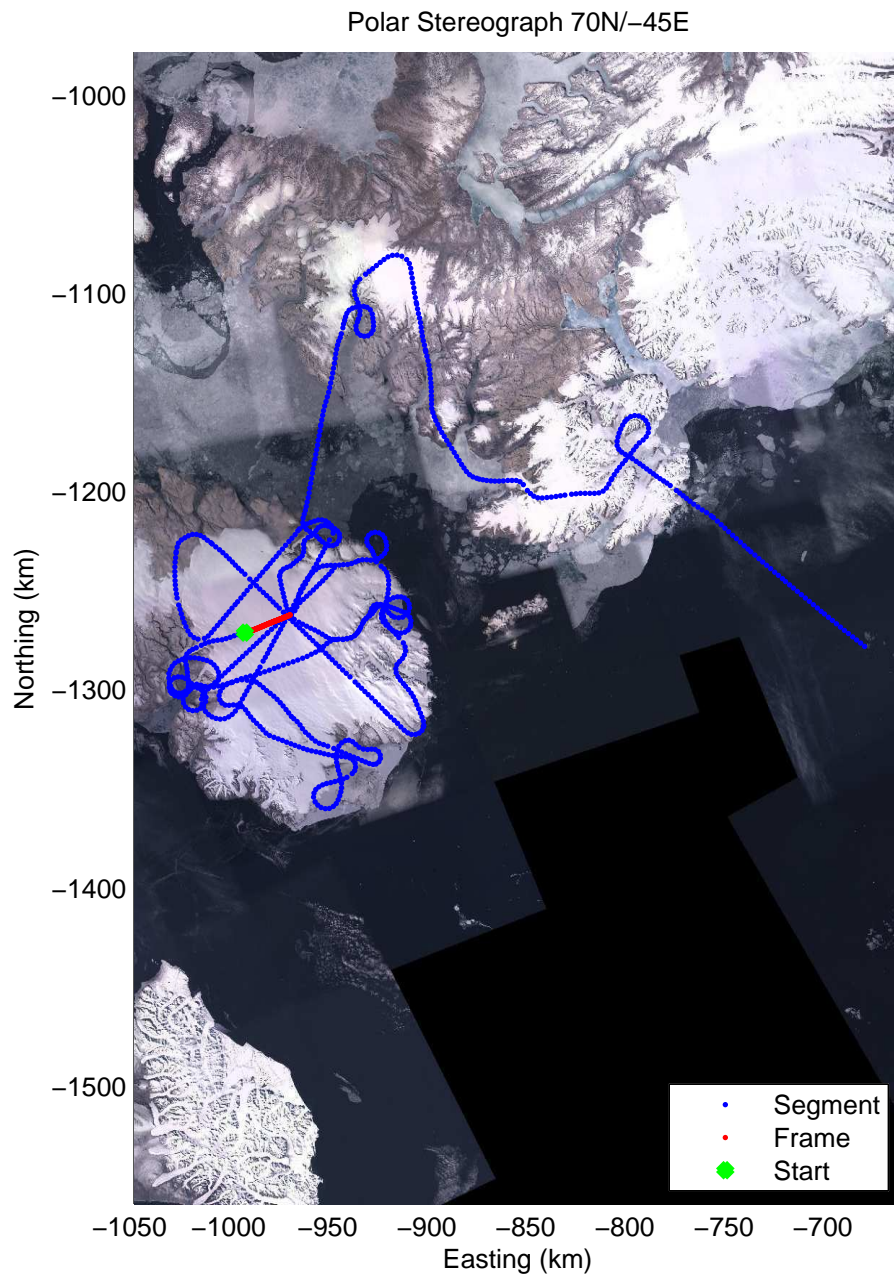 Polar Stereograph 70N/−45E
−1000
−1100
−1200
−1300
−1400
−1500
Northing (km)
−1050 −1000 −950 −900 −850 −800 −750 −700
Easting (km)
Segment
Frame
Start